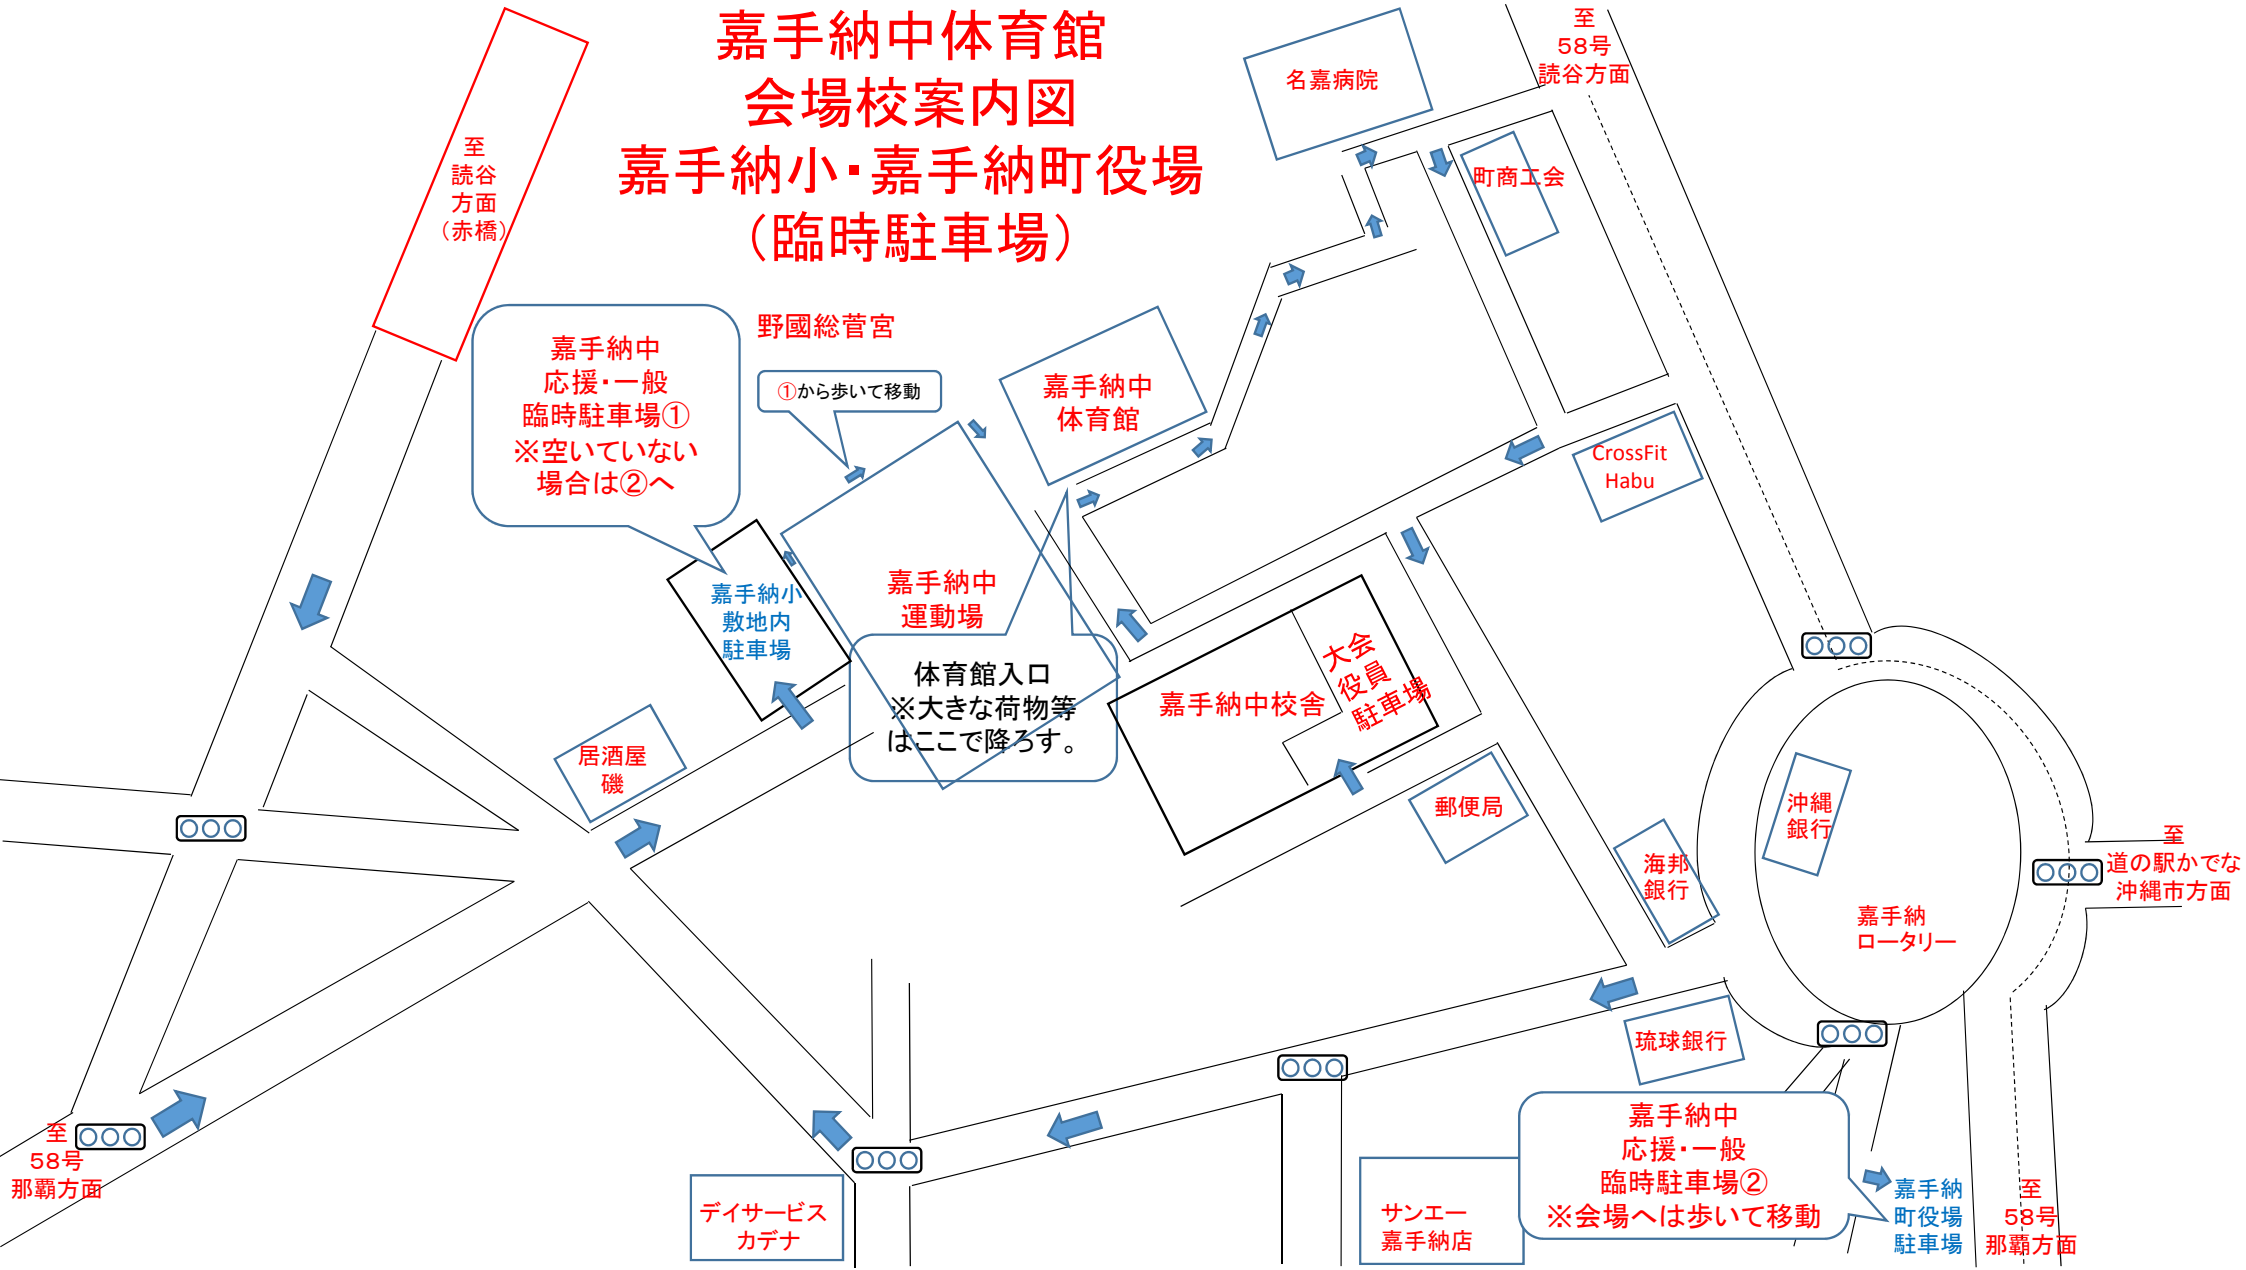 嘉手納中体育館
会場校案内図
嘉手納小・嘉手納町役場
（臨時駐車場）
至
58号
読谷方面
名嘉病院
町商工会
至
読谷
方面
（赤橋）
野國総菅宮
嘉手納中
応援・一般
臨時駐車場①
※空いていない
場合は②へ
①から歩いて移動
嘉手納中
体育館
CrossFit
Habu
嘉手納小
敷地内
駐車場
嘉手納中
運動場
体育館入口
※大きな荷物等
はここで降ろす。
嘉手納中校舎
大会
役員
駐車場
居酒屋
磯
郵便局
海邦
銀行
沖縄
銀行
嘉手納
ロータリー
至
道の駅かでな
沖縄市方面
琉球銀行
至
58号
那覇方面
デイサービス
カデナ
サンエー
嘉手納店
嘉手納中
応援・一般
臨時駐車場②
※会場へは歩いて移動
嘉手納
町役場
駐車場
至
58号
那覇方面